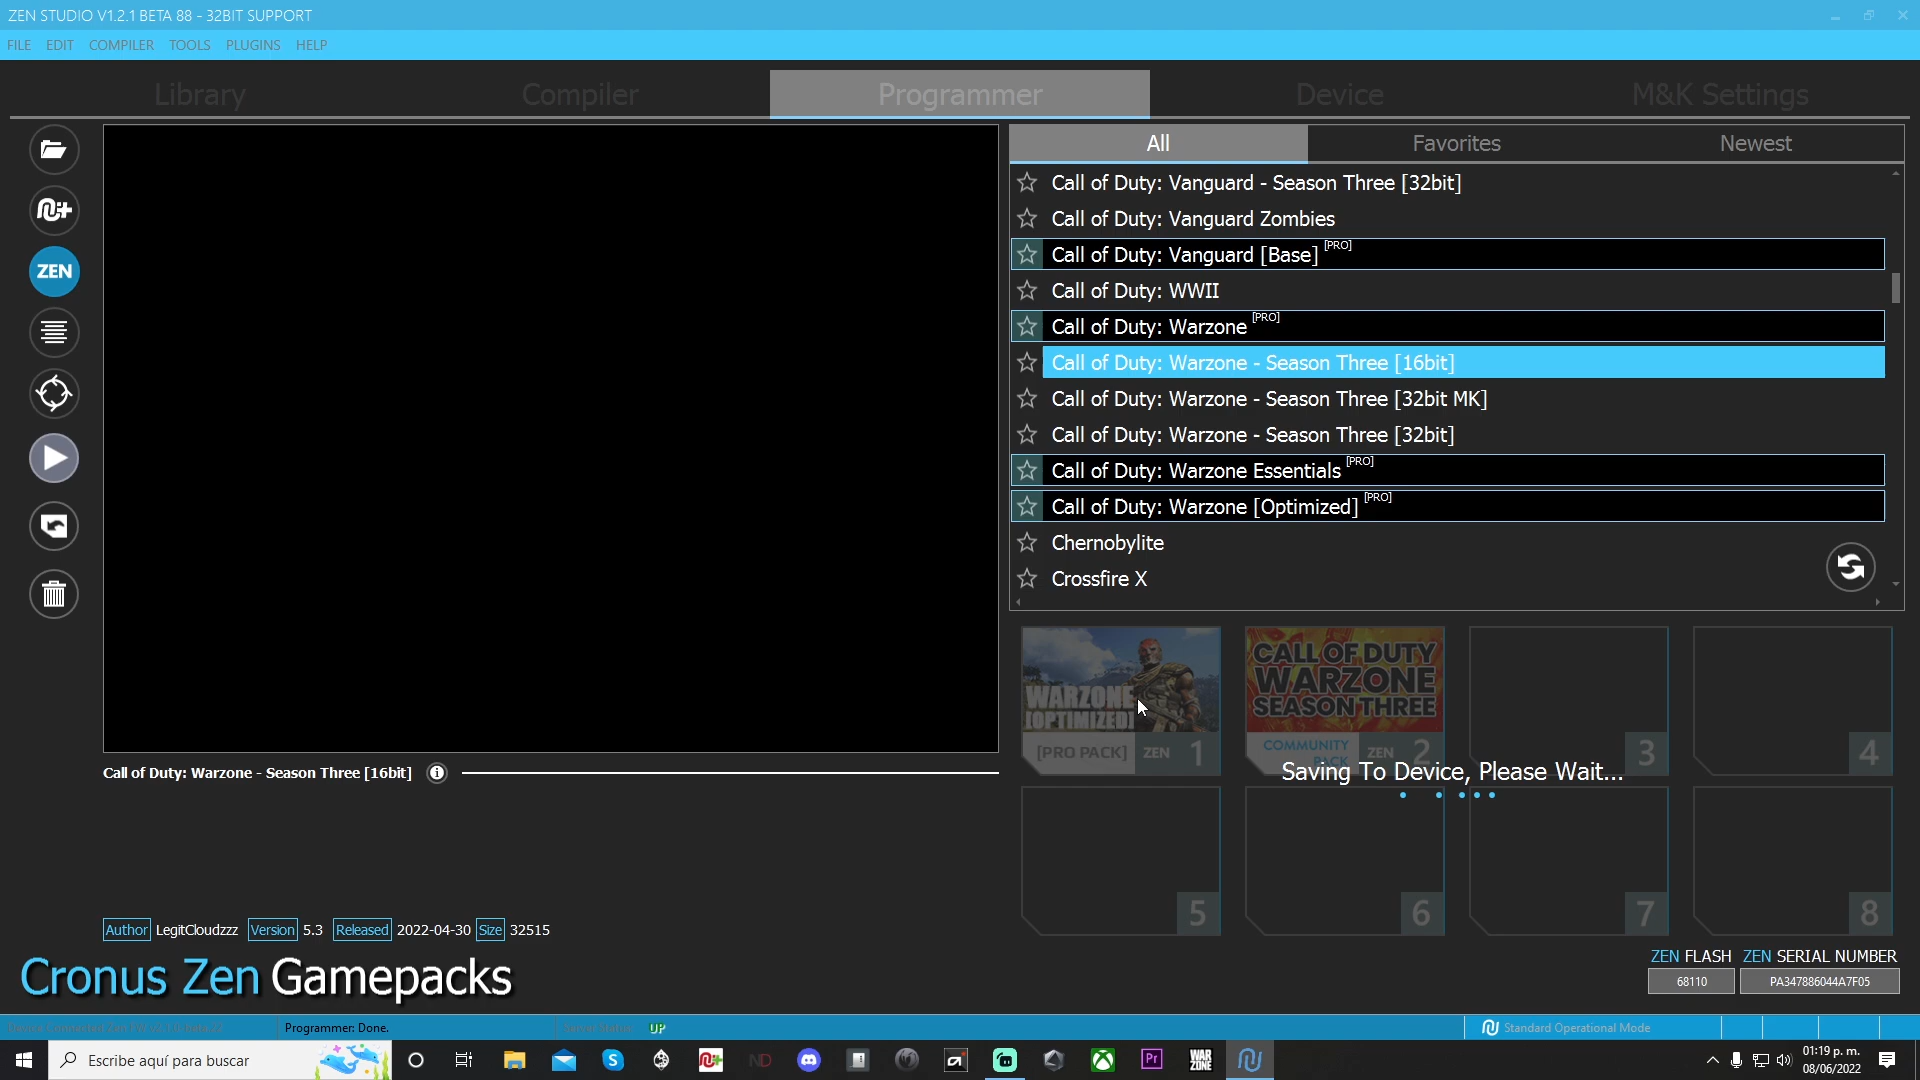 ZEN STUDIO V1.2.1 BETA 88 - 32BIT SUPPORT
FILE EDIT COMPILER TOOLS PLUGINS HELP
Library Compiler Programmer Device M&K Settings
All Favorites Newest
Call of Duty: Vanguard - Season Three [32bit]
Call of Duty: Vanguard Zombies
Call of Duty: Vanguard [Base] [PRO]
Call of Duty: WWII
Call of Duty: Warzone [PRO]
Call of Duty: Warzone - Season Three [16bit]
Call of Duty: Warzone - Season Three [32bit MK]
Call of Duty: Warzone - Season Three [32bit]
Call of Duty: Warzone Essentials [PRO]
Call of Duty: Warzone [Optimized] [PRO]
Chernobylite
Crossfire X
ZEN
WARZONE
[OPTIMIZED]
[PRO PACK] ZEN 1
CALL OF DUTY
WARZONE
SEASON THREE
COMMUNITY
PACK
ZEN 2
3
4
Saving To Device, Please Wait...
5
6
7
8
Call of Duty: Warzone - Season Three [16bit]
Author LegitCloudzzz Version 5.3 Released 2022-04-30 Size 32515
Cronus Zen Gamepacks
ZEN FLASH ZEN SERIAL NUMBER
68110 PA347886044A7F05
Programmer: Done. Server Status: UP Standard Operational Mode
Escribe aquí para buscar
ND
Pr
WAR
ZONE
01:19 p. m.
08/06/2022